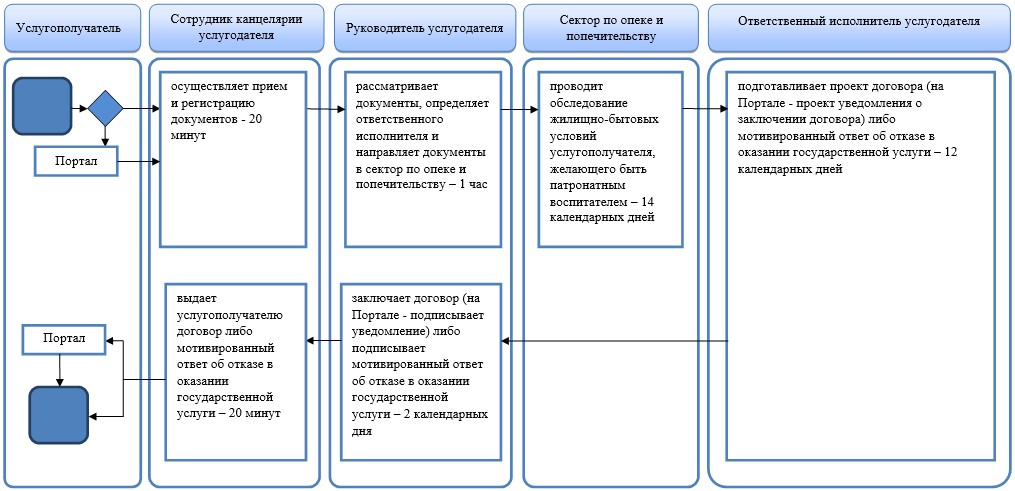 Услугополучатель
Сотрудник канцелярии
услугодателя
Руководитель услугодателя
Сектор по опеке и
попечительству
Ответственный исполнитель услугодателя
Портал
осуществляет прием
и регистрацию
документов - 20
минут
рассматривает
документы, определяет
ответственного
исполнителя и
направляет документы
в сектор по опеке и
попечительству – 1 час
проводит
обследование
жилищно-бытовых
условий
услугополучателя,
желающего быть
патронатным
воспитателем – 14
календарных дней
подготавливает проект договора (на
Портале - проект уведомления о
заключении договора) либо
мотивированный ответ об отказе в
оказании государственной услуги – 12
календарных дней
Портал
выдает
услугополучателю
договор либо
мотивированный
ответ об отказе в
оказании
государственной
услуги – 20 минут
заключает договор (на
Портале - подписывает
уведомление) либо
подписывает
мотивированный ответ
об отказе в оказании
государственной
услуги – 2 календарных
дня